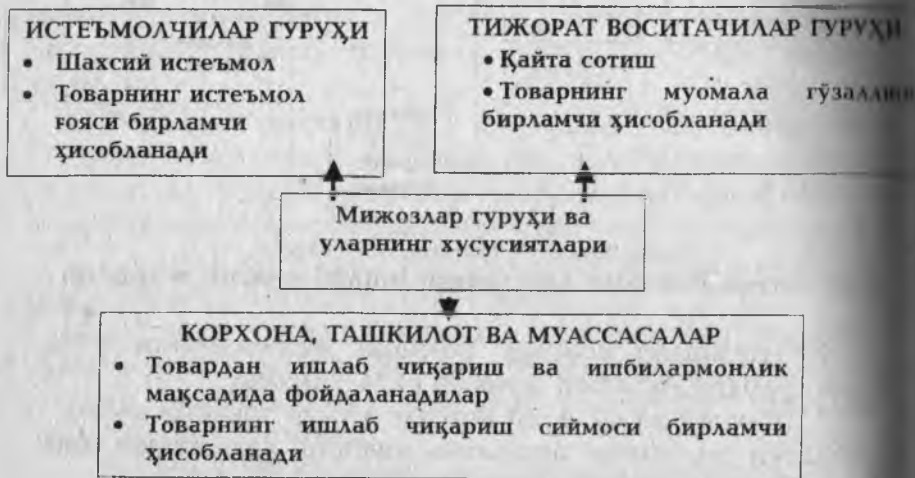 ИСТЕЪМОЛЧИЛАР ГУРУҲИ
• Шахсий истеъмол
• Товарнинг истеъмол
ғояси бирламчи
ҳисобланади
ТИЖОРАТ ВОСИТАЧИЛАР ГУРУҲИ
• Қайта сотиш
• Товарнинг муомала
бирламчи ҳисобланади
Мижозлар гуруҳи ва
уларнинг хусусиятлари
КОРХОНА, ТАШКИЛОТ ВА МУАССАСАЛАР
• Товардан ишлаб чиқариш ва ишбилармонлик
мақсадида фойдаланадилар
• Товарнинг ишлаб чиқариш сиймоси бирламчи
ҳисобланади